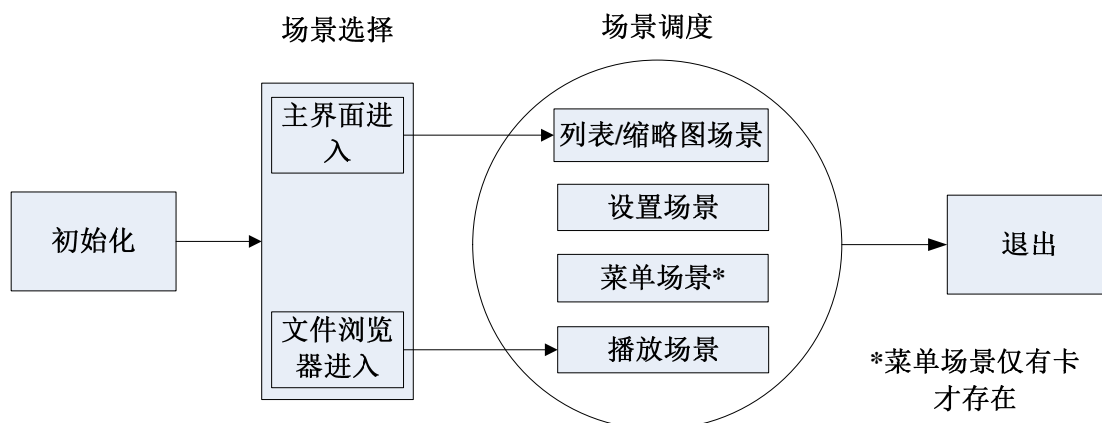 场景选择
场景调度
主界面进
入
列表/缩略图场景
设置场景
初始化
退出
菜单场景*
文件浏览
器进入
播放场景
*菜单场景仅有卡
才存在